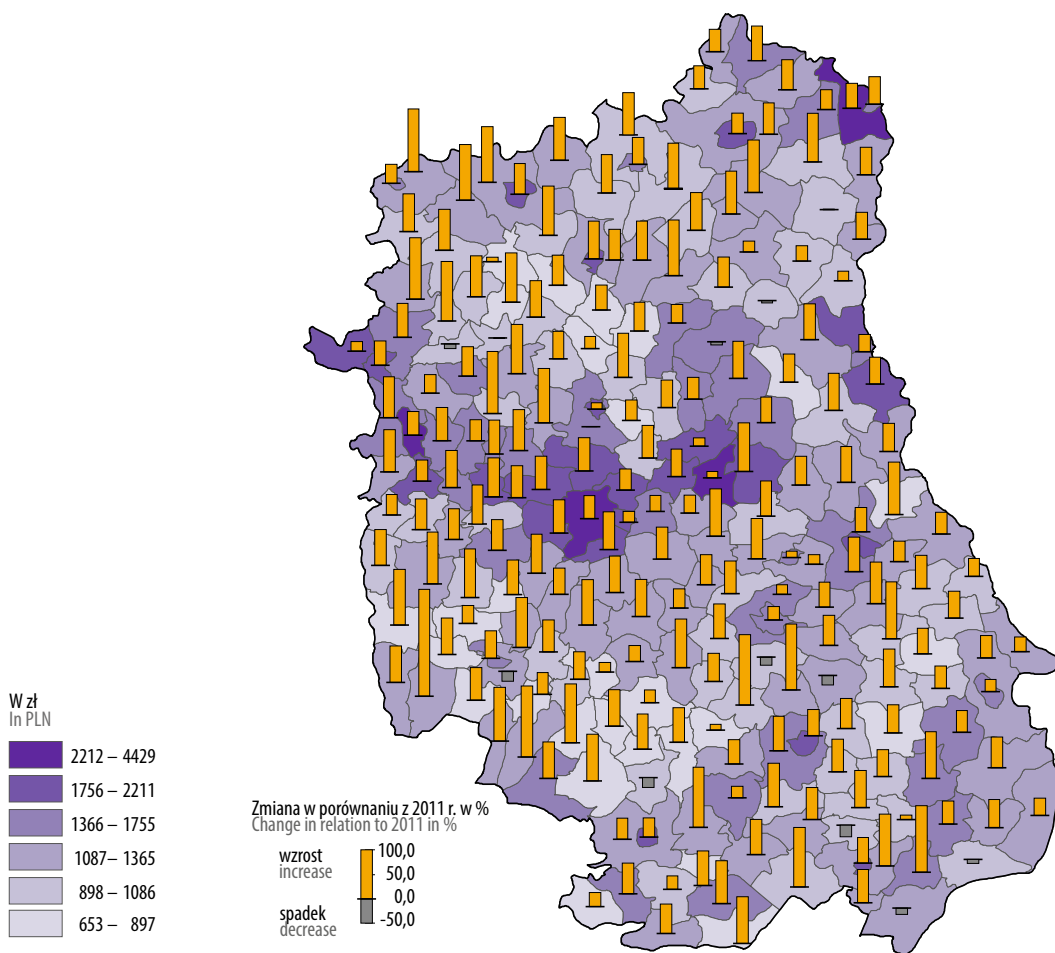 W zł
In PLN
2212 – 4429
1756 – 2211
1366 – 1755
1087– 1365
898 – 1086
653 – 897
Zmiana w porównaniu z 2011 r. w %
Change in relation to 2011 in %
wzrost
increase
spadek
decrease
100,0
50,0
0,0
-50,0